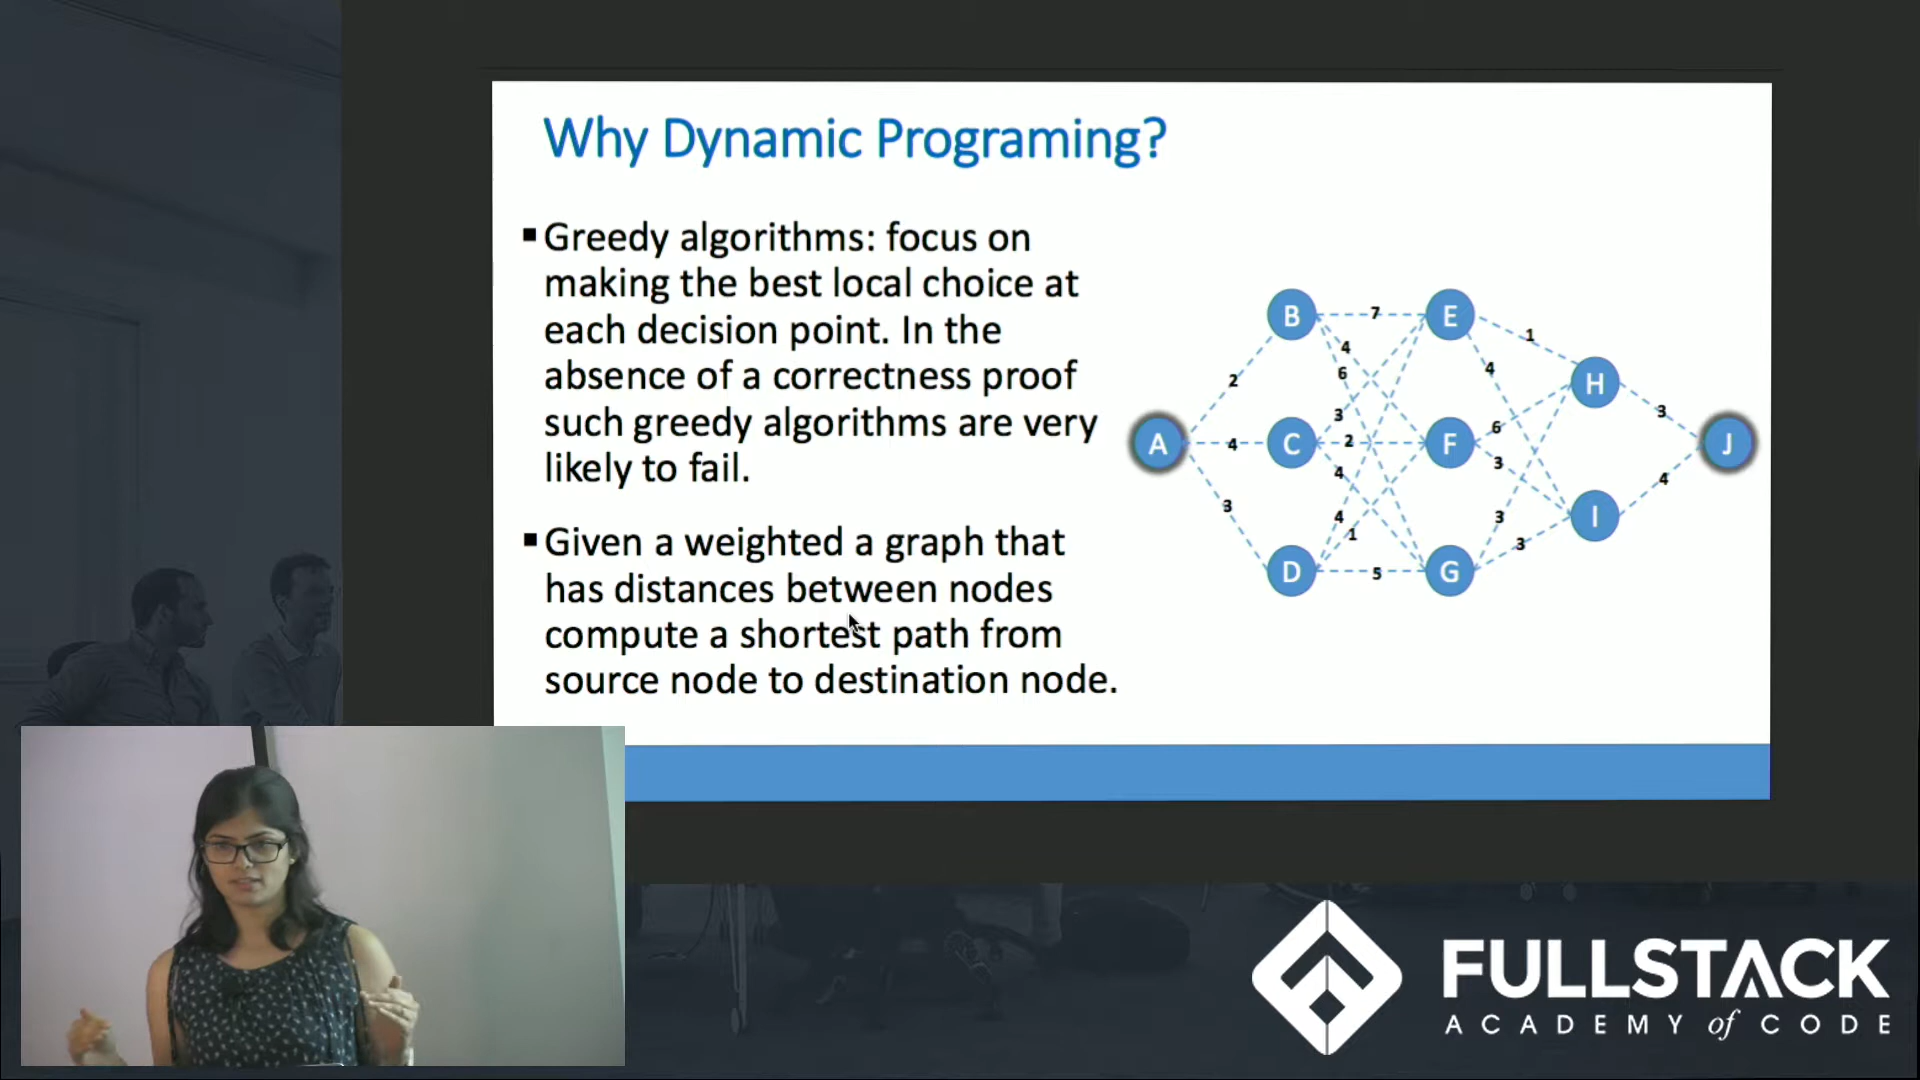 Why Dynamic Programing?
▪ Greedy algorithms: focus on
making the best local choice at
each decision point. In the
absence of a correctness proof
such greedy algorithms are very
likely to fail.
▪ Given a weighted a graph that
has distances between nodes
compute a shortest path from
source node to destination node.
B 7 E
4 1
6 4
2 H
3 3
A 4 C 2 F 6 J
4 3
3 4
4 3 I
1 3
D 5 G
FULLSTACK
ACADEMY of CODE